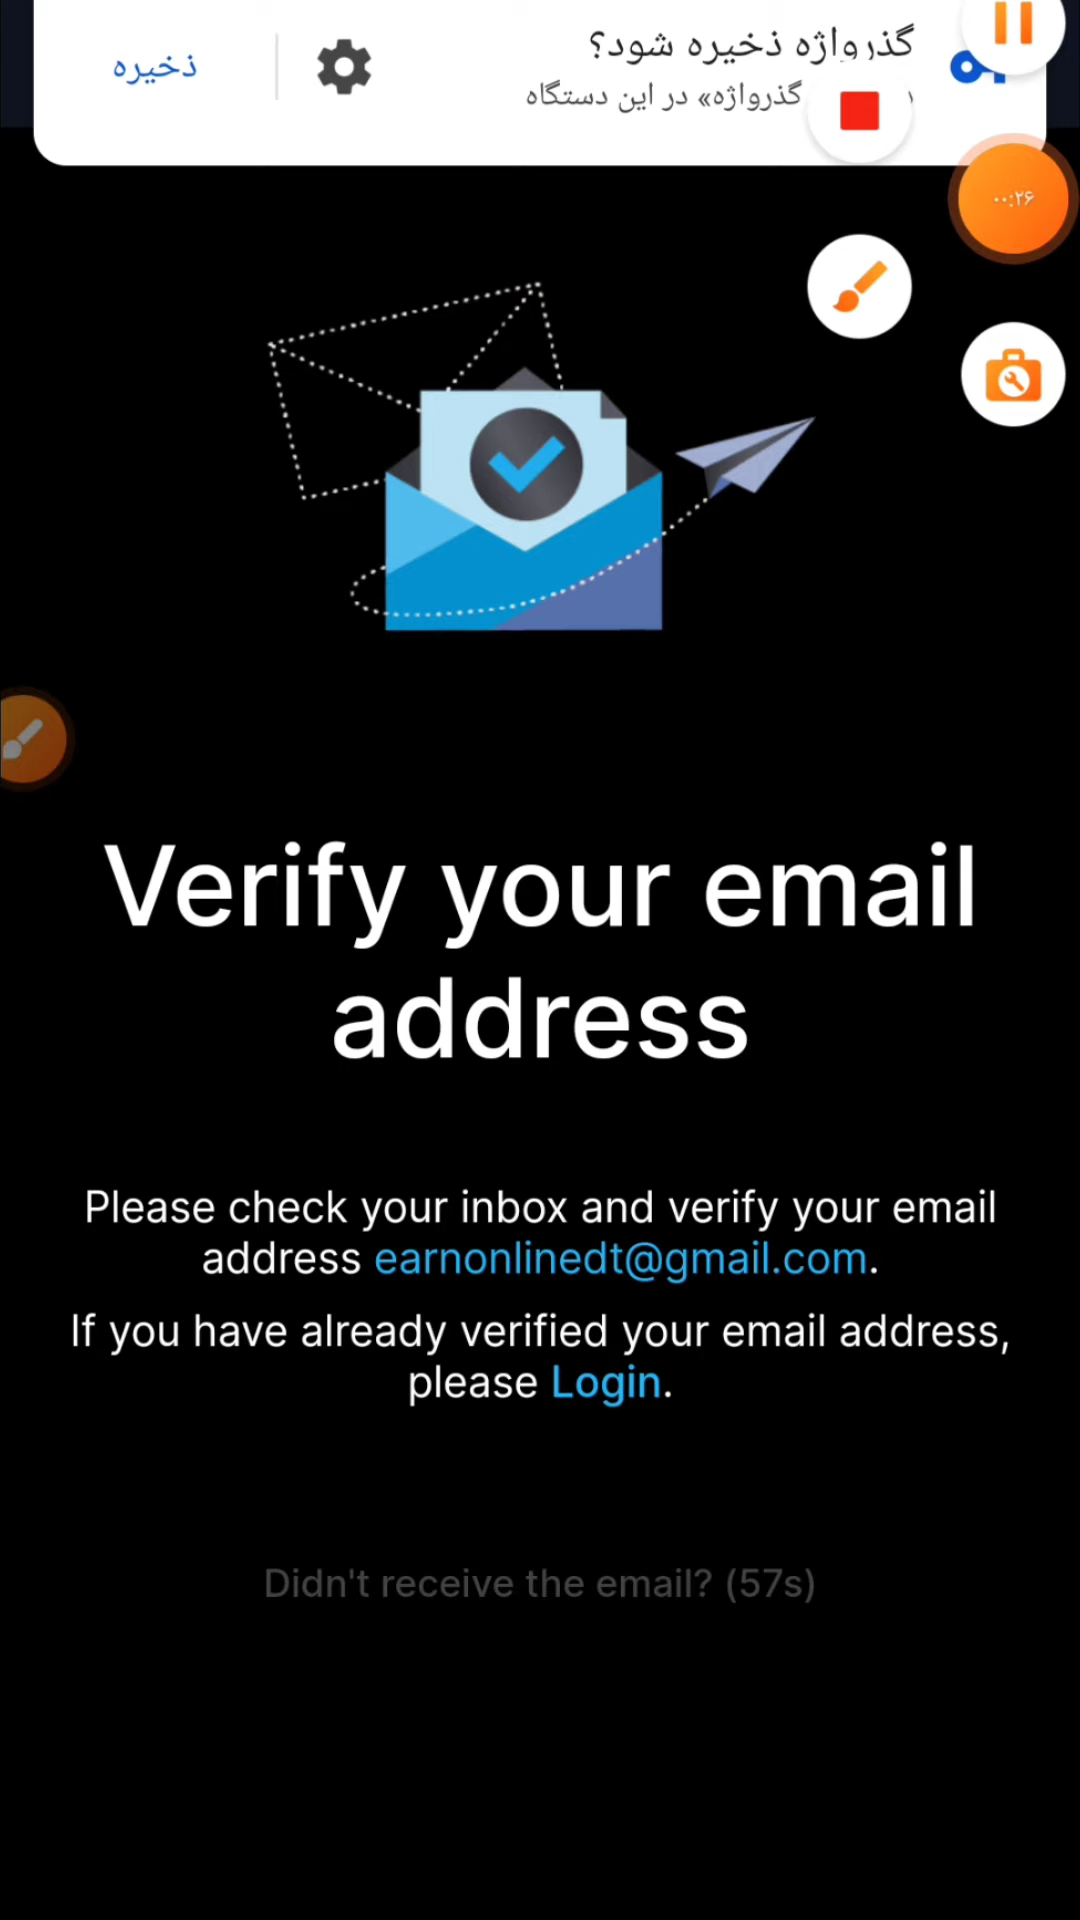 گذرواژه ذخیره شود؟
گذرواژه» در این دستگاه
ذخیره
۰۰:۲۶
Verify your email
address
Please check your inbox and verify your email
address earnonlinedt@gmail.com.
If you have already verified your email address,
please Login.
Didn't receive the email? (57s)